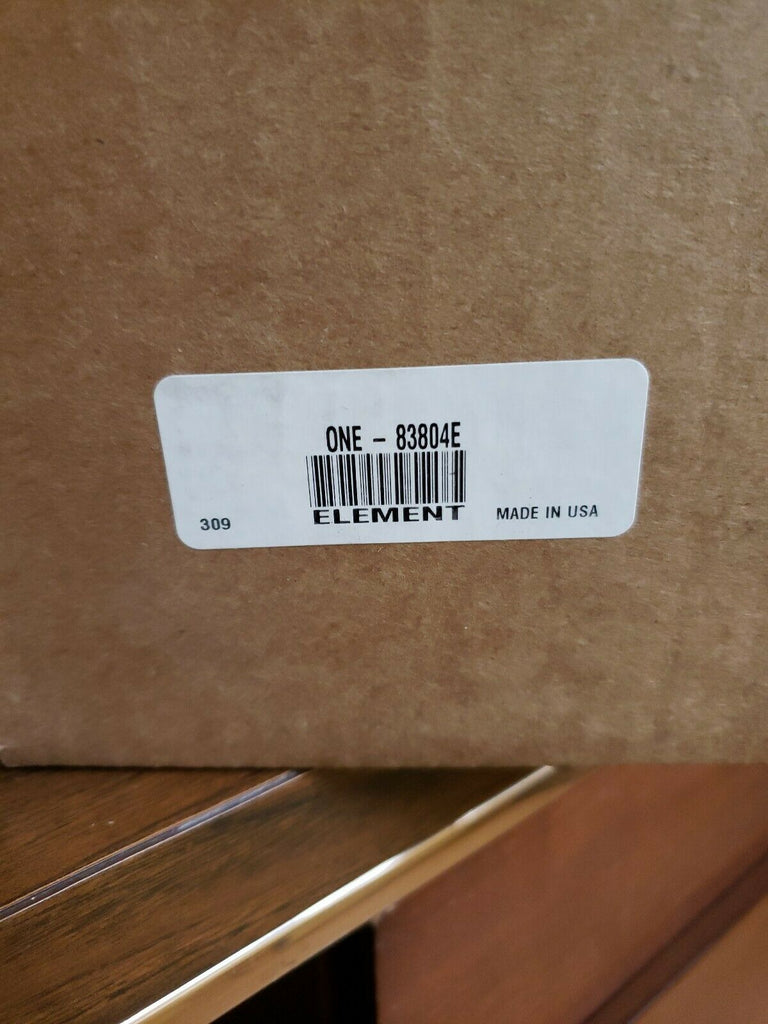 ONE - 83804E
ELEMENT
309
MADE IN USA